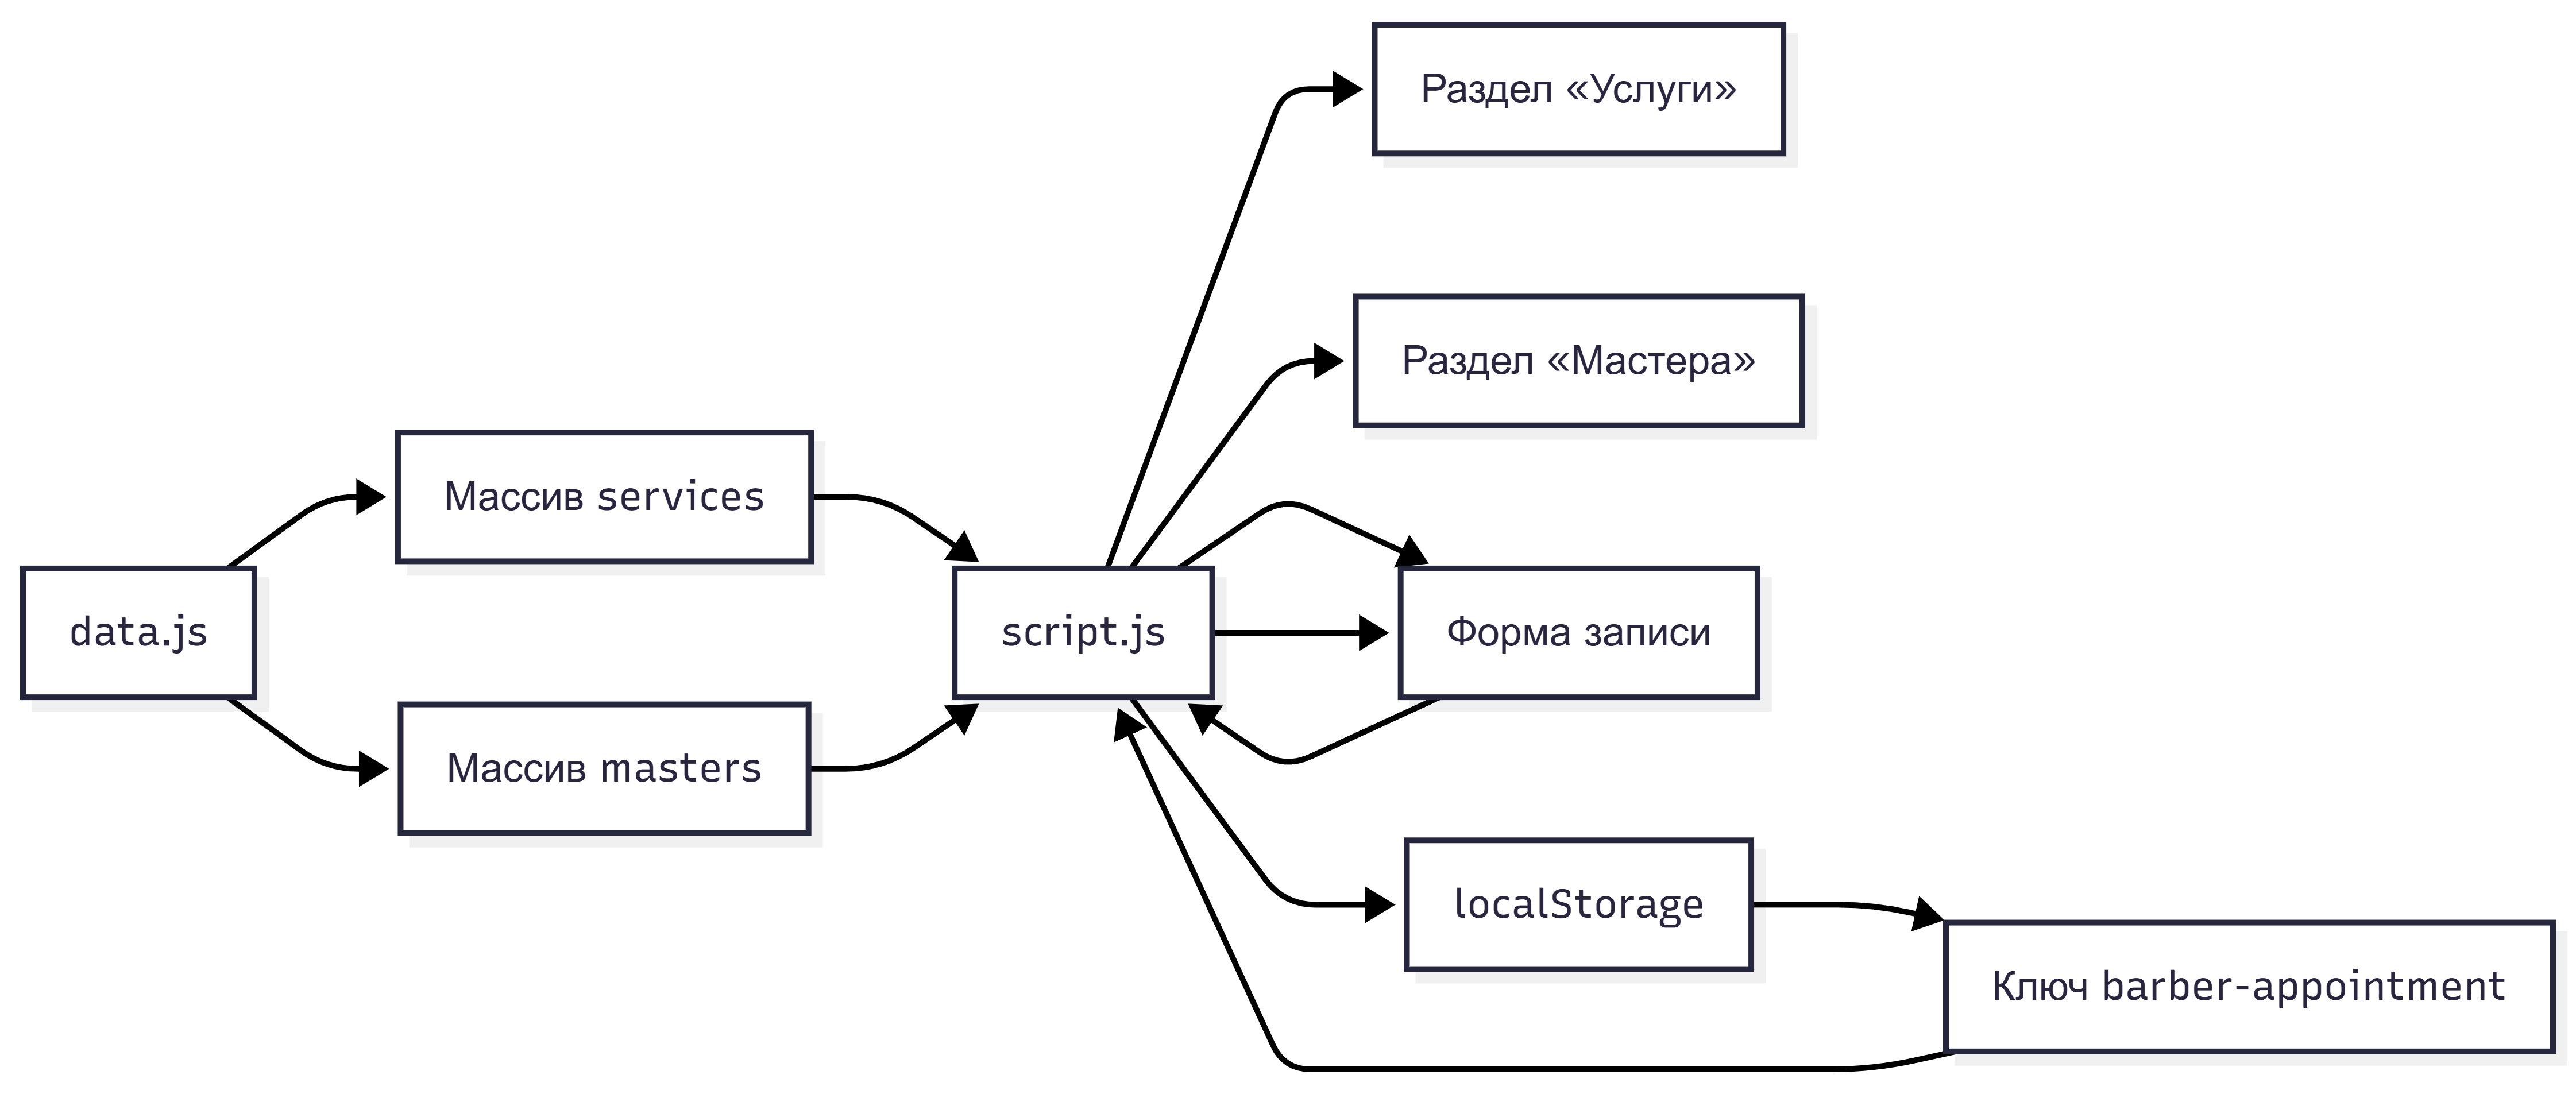 Раздел «Услуги»
Раздел «Мастера»
Массив services
data.js
script.js
Форма записи
Массив masters
localStorage
Ключ barber-appointment